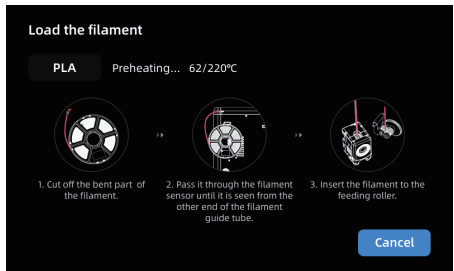 Load the filament
PLA Preheating... 62/220℃
1. Cut off the bent part of
the filament.
2. Pass it through the filament
sensor until it is seen from the
other end of the filament
guide tube.
3. Insert the filament to the
feeding roller.
Cancel